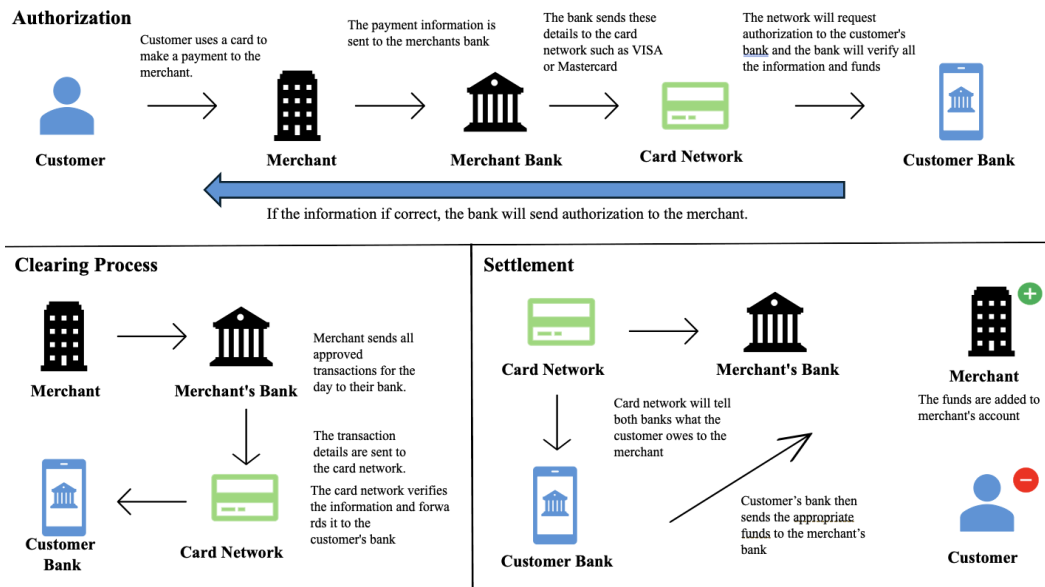 Authorization
Customer uses a card to
make a payment to the
merchant.
The payment information is
sent to the merchants bank
The bank sends these
details to the card
network such as VISA
or Mastercard
The network will request
authorization to the customer's
bank and the bank will verify all
the information and funds
Customer
Merchant
Merchant Bank
Card Network
Customer Bank
If the information if correct, the bank will send authorization to the merchant.
Clearing Process
Merchant
Merchant's Bank
Merchant sends all
approved
transactions for the
day to their bank.
The transaction
details are sent to
the card network.
The card network verifies
the information and forwa
rds it to the
customer's bank
Customer
Bank
Card Network
Settlement
Card Network
Merchant's Bank
Merchant
The funds are added to
merchant's account
Card network will tell
both banks what the
customer owes to the
merchant
Customer Bank
Customer’s bank then
sends the appropriate
funds to the merchant’s
bank
Customer